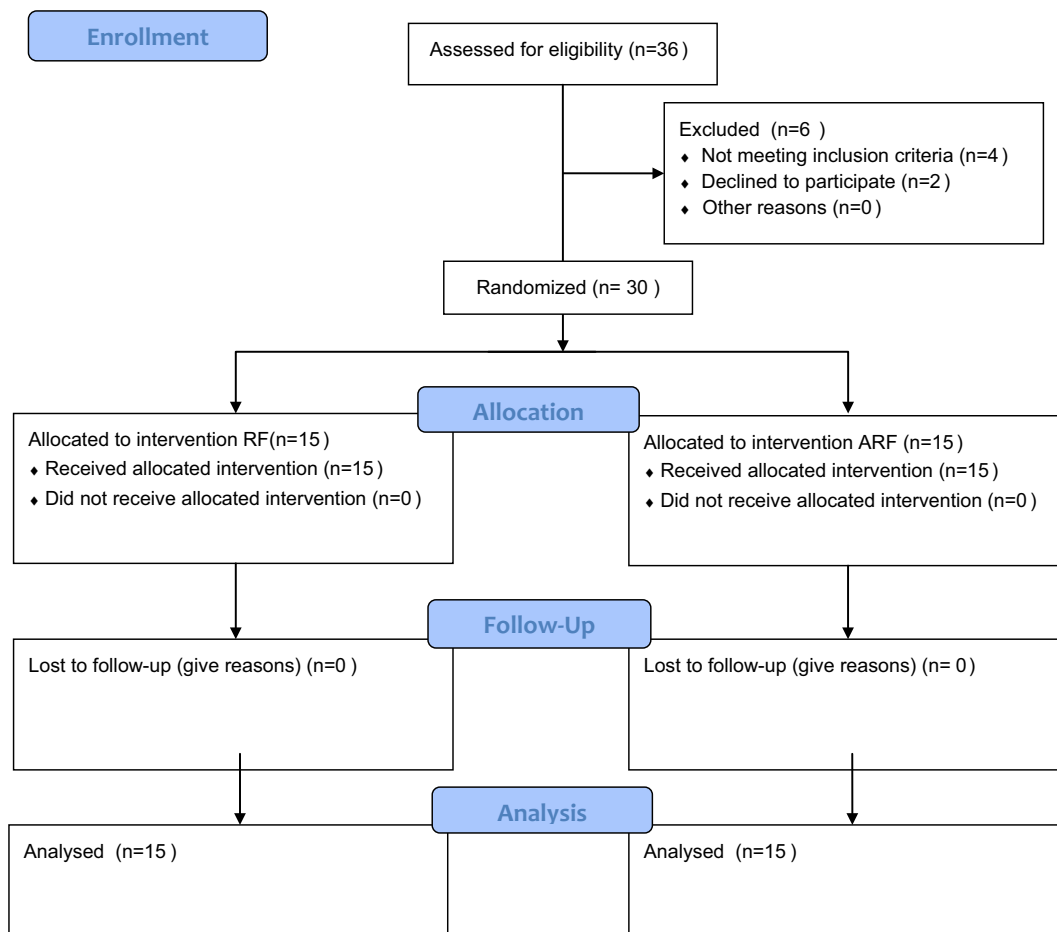 Enrollment
Assessed for eligibility (n=36)
Excluded (n=6 )
♦ Not meeting inclusion criteria (n=4)
♦ Declined to participate (n=2)
♦ Other reasons (n=0)
Randomized (n= 30 )
Allocation
Allocated to intervention RF(n=15)
♦ Received allocated intervention (n=15)
♦ Did not receive allocated intervention (n=0)
Allocated to intervention ARF (n=15)
♦ Received allocated intervention (n=15)
♦ Did not receive allocated intervention (n=0)
Follow-Up
Lost to follow-up (give reasons) (n=0 )
Lost to follow-up (give reasons) (n= 0)
Analysis
Analysed (n=15 )
Analysed (n=15 )